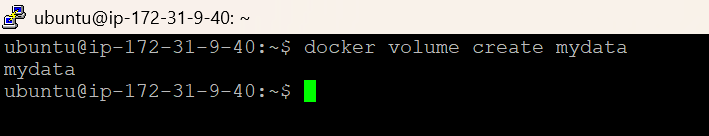 ubuntu@ip-172-31-9-40: ~
ubuntu@ip-172-31-9-40:~$ docker volume create mydata
mydata
ubuntu@ip-172-31-9-40:~$